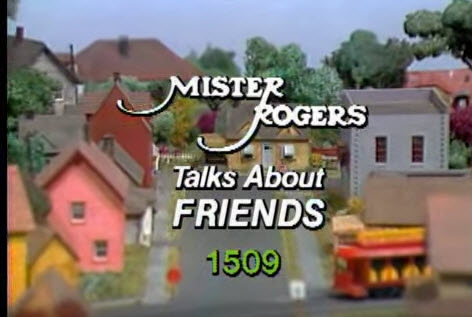 MISTER
ROGERS
Talks About
FRIENDS
1509